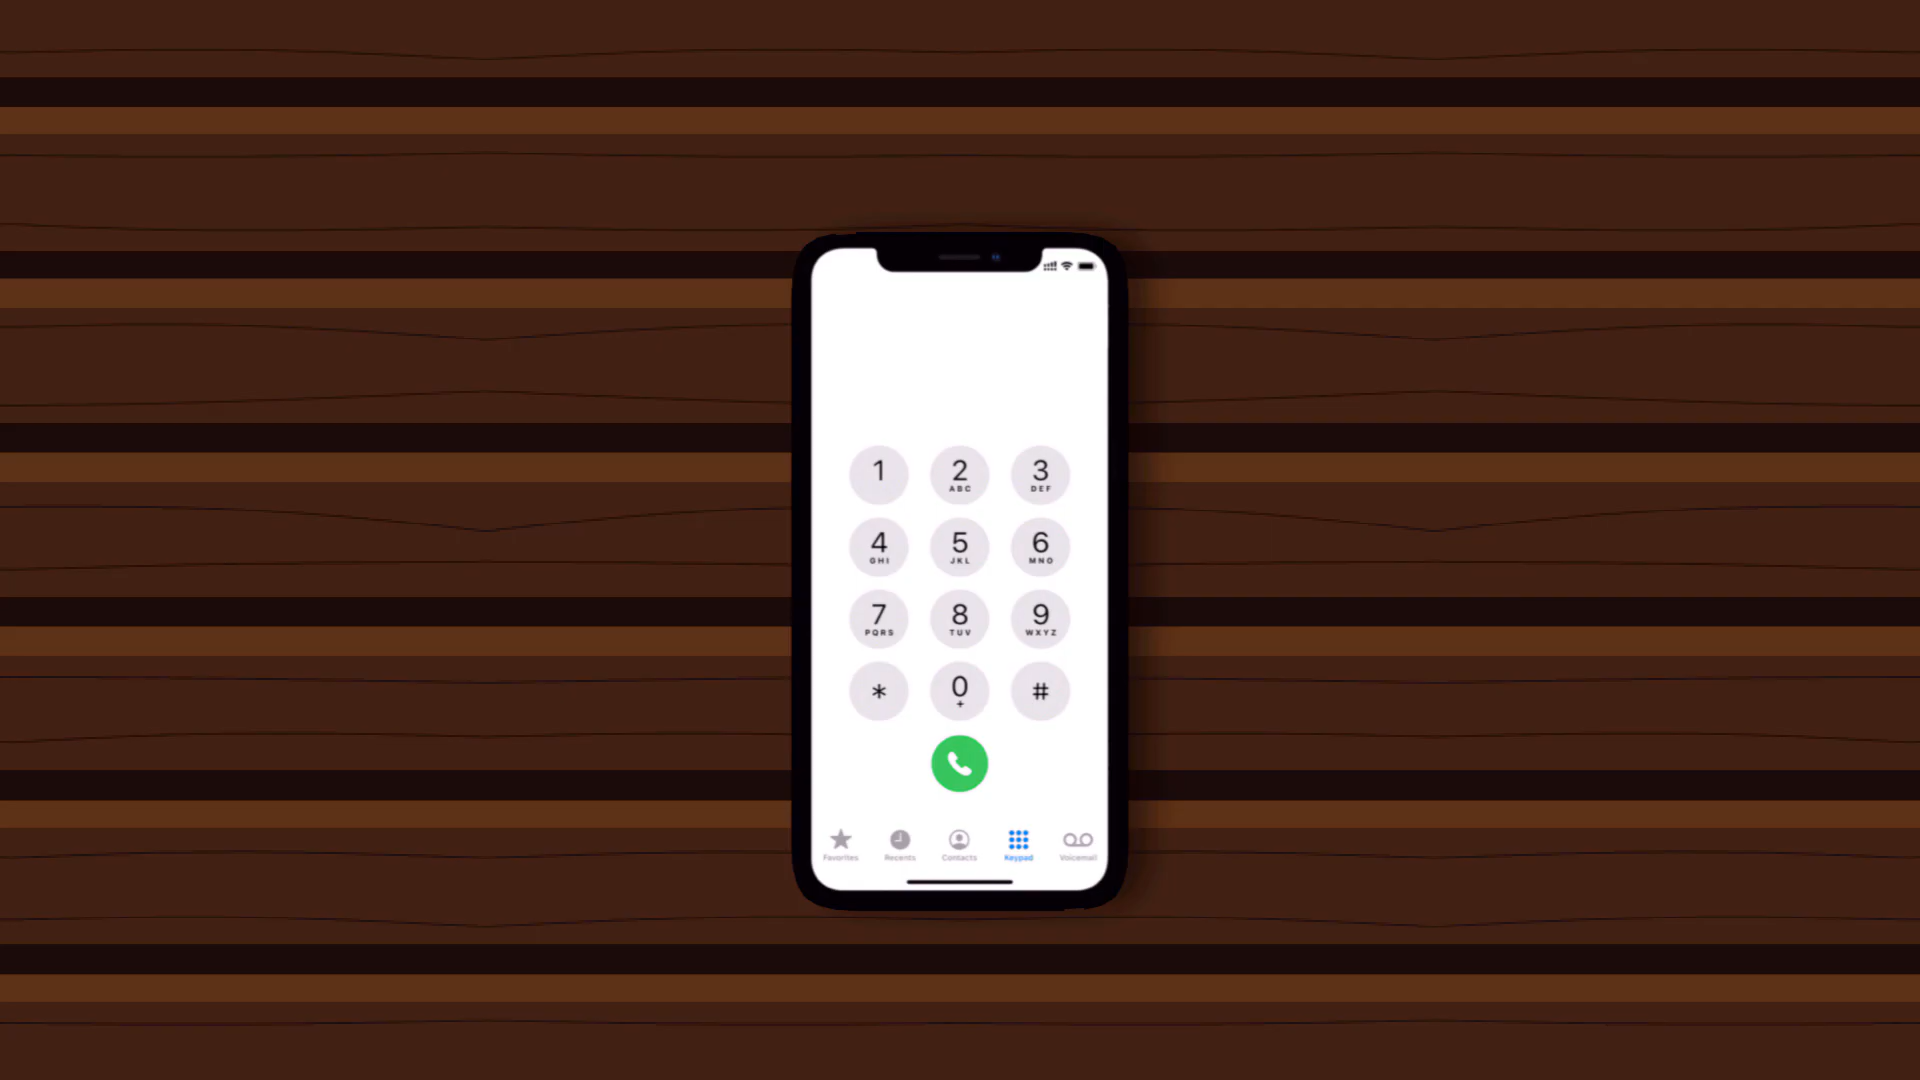 1 2 3
ABC DEF
4 5 6
GHI JKL MNO
7 8 9
PQRS TUV WXYZ
* 0 #
+
Favorites Recents Contacts Keypad Voicemail